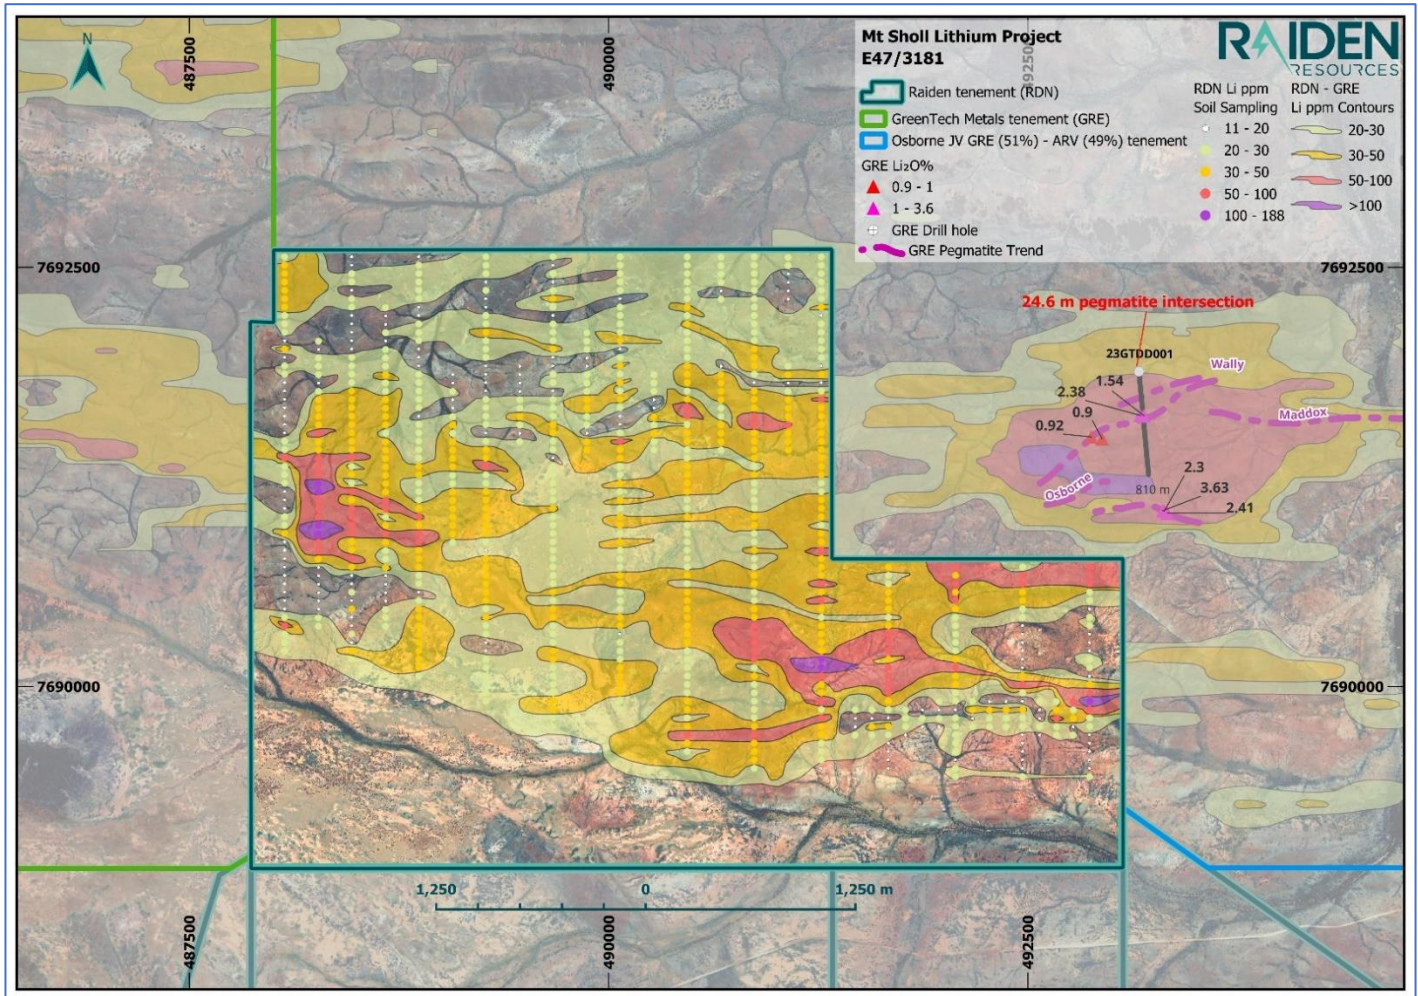 N
487500
490000
492500
Mt Sholl Lithium Project
E47/3181
RAIDEN
RESOURCES
Raiden tenement (RDN)
GreenTech Metals tenement (GRE)
Osborne JV GRE (51%) - ARV (49%) tenement
GRE Li₂O%
0.9 - 1
1 - 3.6
GRE Drill hole
GRE Pegmatite Trend
RDN Li ppm
Soil Sampling
11 - 20
20 - 30
30 - 50
50 - 100
100 - 188
RDN - GRE
Li ppm Contours
20-30
30-50
50-100
>100
7692500
7692500
24.6 m pegmatite intersection
23GTDD001
Wally
1.54
2.38
0.9
Maddox
0.92
2.3
Osborne
810 m
3.63
2.41
7690000
7690000
1,250
0
1,250 m
487500
490000
492500